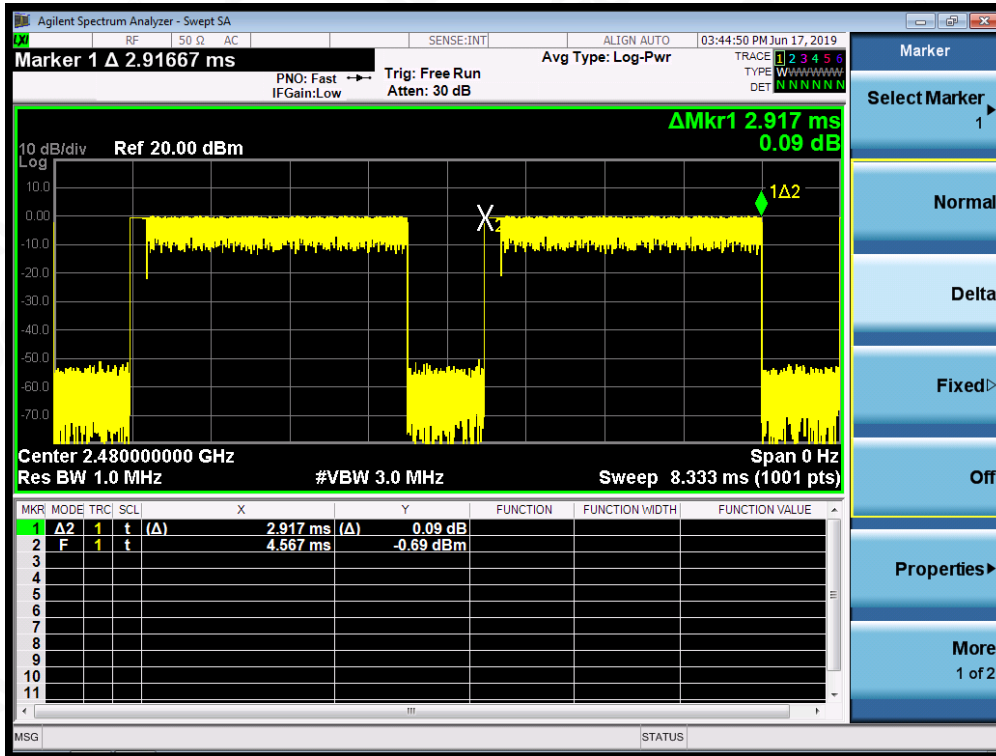 Agilent Spectrum Analyzer - Swept SA
LXI RF 50 Ω AC SENSE:INT ALIGN AUTO 03:44:50 PM Jun 17, 2019
Marker 1 Δ 2.91667 ms
PNO: Fast Trig: Free Run Avg Type: Log-Pwr TRACE 1 2 3 4 5 6
IFGain:Low Atten: 30 dB TYPE WWWWWW
DET N N N N N N
ΔMkr1 2.917 ms
10 dB/div Ref 20.00 dBm 0.09 dB
Log
10.0
0.00
-10.0
-20.0
-30.0
-40.0
-50.0
-60.0
-70.0
1Δ2
X2
Center 2.480000000 GHz Span 0 Hz
Res BW 1.0 MHz #VBW 3.0 MHz Sweep 8.333 ms (1001 pts)
MKR MODE TRC SCL X Y FUNCTION FUNCTION WIDTH FUNCTION VALUE
1 Δ2 1 t (Δ) 2.917 ms (Δ) 0.09 dB
2 F 1 t 4.567 ms -0.69 dBm
3
4
5
6
7
8
9
10
11
MSG STATUS
Marker
Select Marker
1
Normal
Delta
Fixed
Off
Properties
More
1 of 2